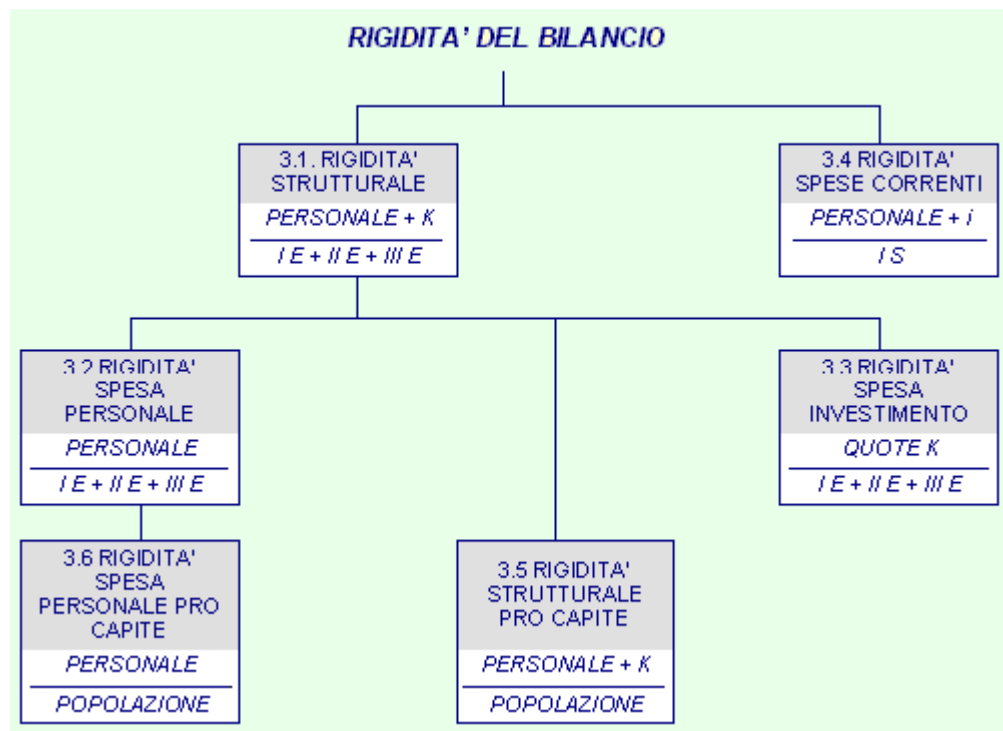 RIGIDITA' DEL BILANCIO
3.1. RIGIDITA'
STRUTTURALE
PERSONALE + K
I E + II E + III E
3.4 RIGIDITA'
SPESE CORRENTI
PERSONALE + i
I S
3.2 RIGIDITA'
SPESA
PERSONALE
PERSONALE
I E + II E + III E
3.3 RIGIDITA'
SPESA
INVESTIMENTO
QUOTE K
I E + II E + III E
3.6 RIGIDITA'
SPESA
PERSONALE PRO
CAPITE
PERSONALE
POPOLAZIONE
3.5 RIGIDITA'
STRUTTURALE
PRO CAPITE
PERSONALE + K
POPOLAZIONE